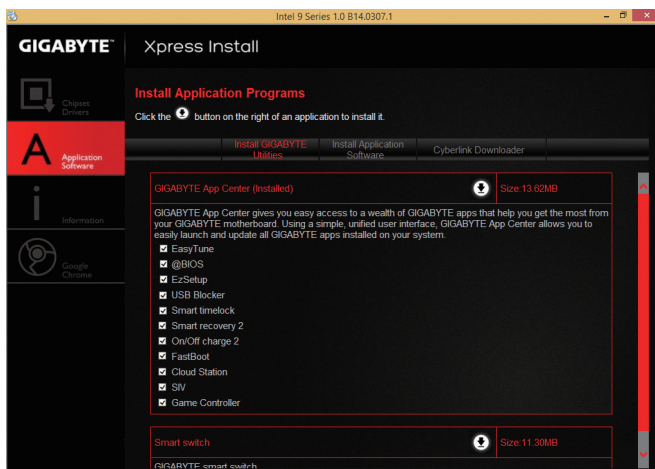 Intel 9 Series 1.0 B14.0307.1
GIGABYTE™
Xpress Install
Chipset
Drivers
Application
Software
Information
Google
Chrome
Install Application Programs
Click the button on the right of an application to install it.
Install GIGABYTE
Utilities
Install Application
Software
Cyberlink Downloader
GIGABYTE App Center (Installed)
Size:13.62MB
GIGABYTE App Center gives you easy access to a wealth of GIGABYTE apps that help you get the most from
your GIGABYTE motherboard. Using a simple, unified user interface, GIGABYTE App Center allows you to
easily launch and update all GIGABYTE apps installed on your system.
EasyTune
@BIOS
EzSetup
USB Blocker
Smart timelock
Smart recovery 2
On/Off charge 2
FastBoot
Cloud Station
SIV
Game Controller
Smart switch
Size:11.30MB
GIGABYTE smart switch